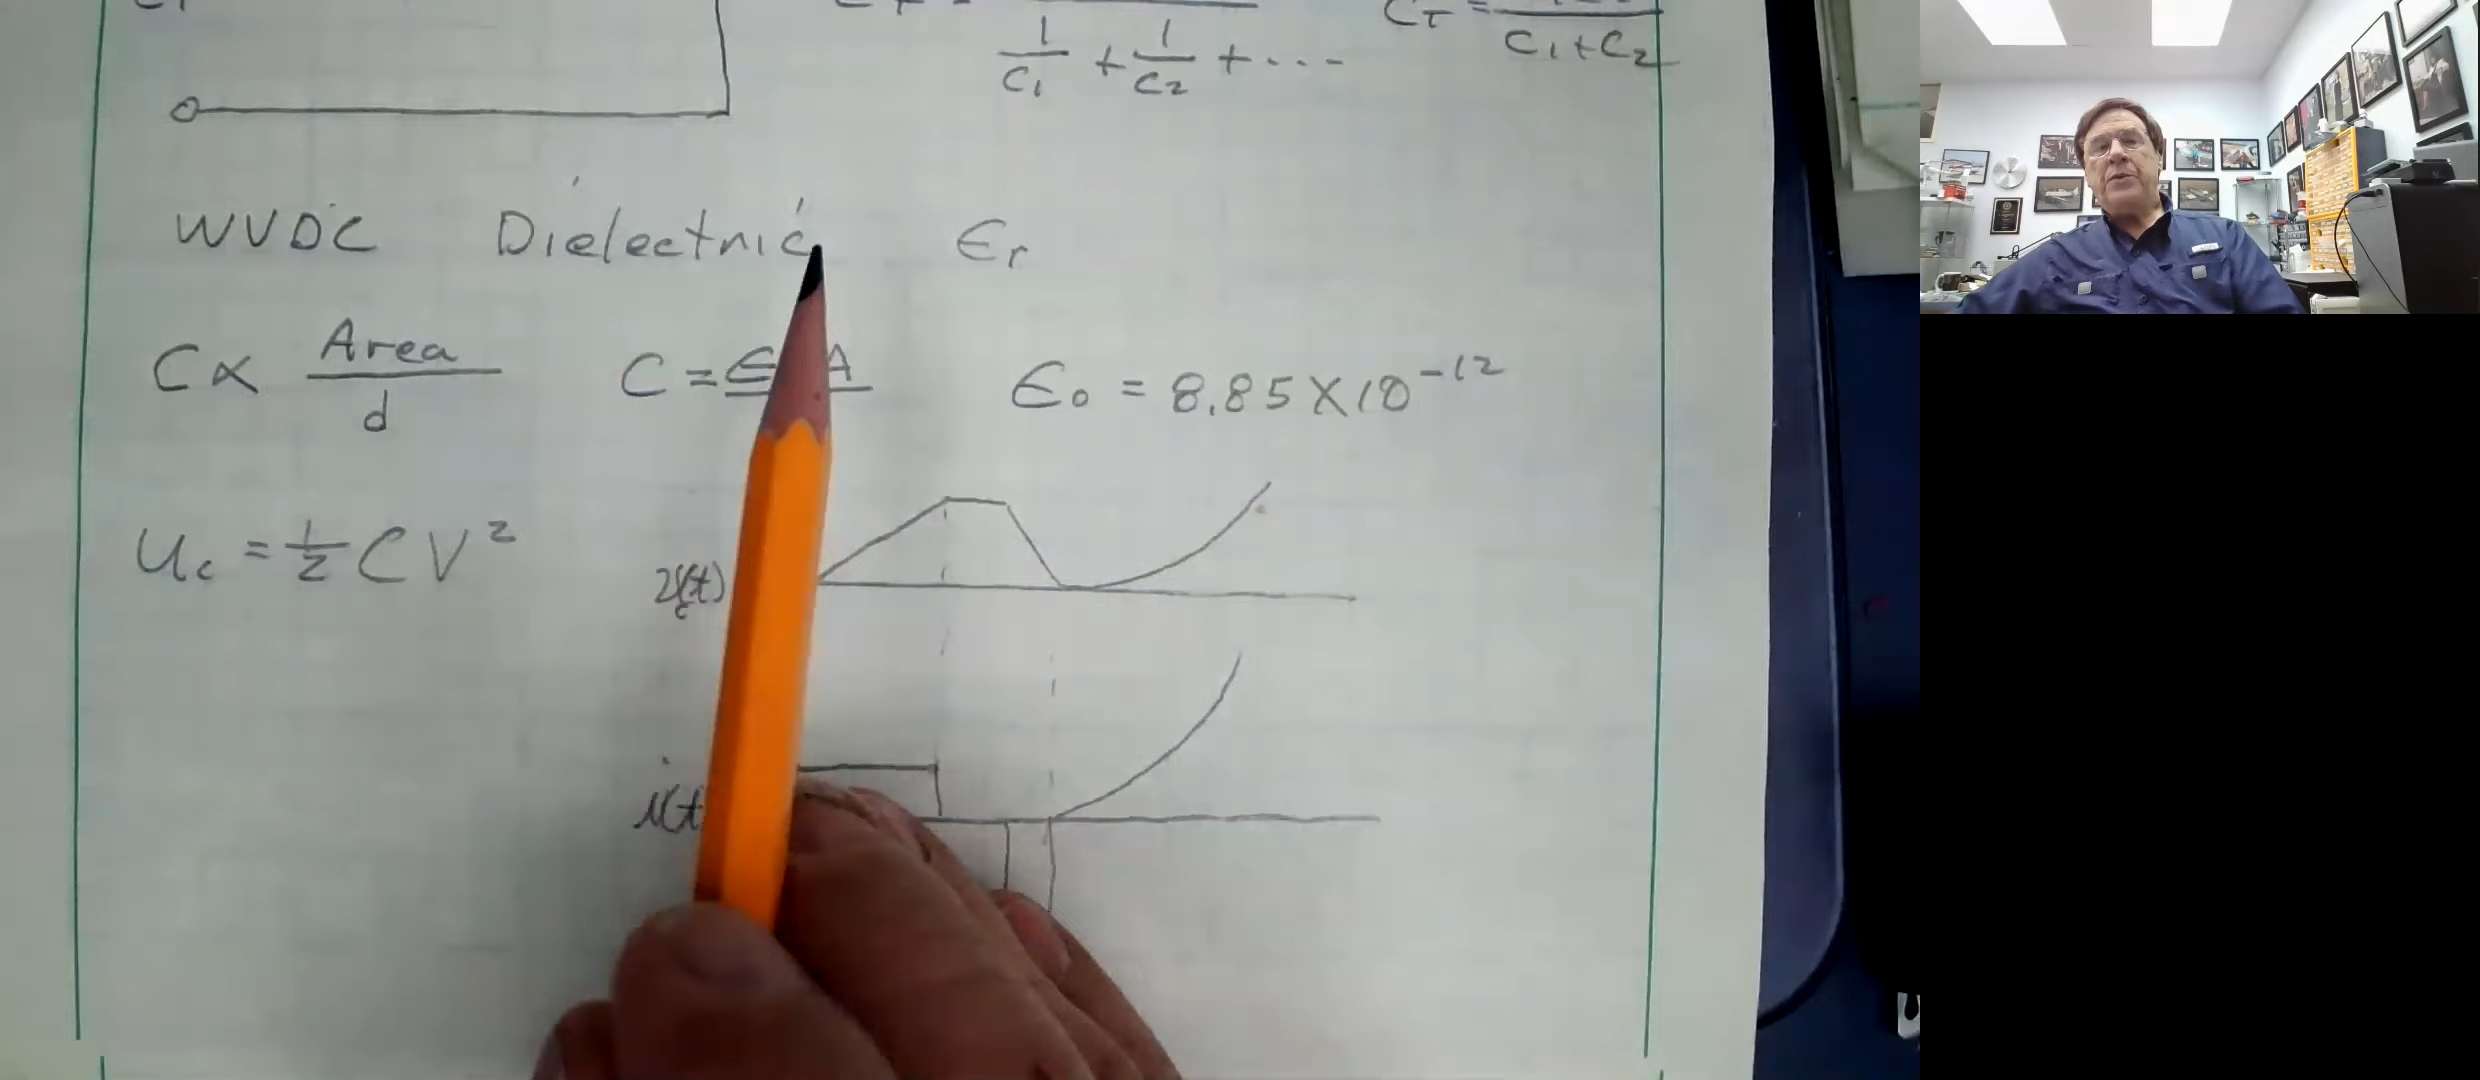 1/C1 + 1/C2 + ...
C1+C2
WVDC Dielectric ϵr
C ∝ Area/d
ϵ0 = 8.85 X 10^-12
Uc = 1/2 C V^2